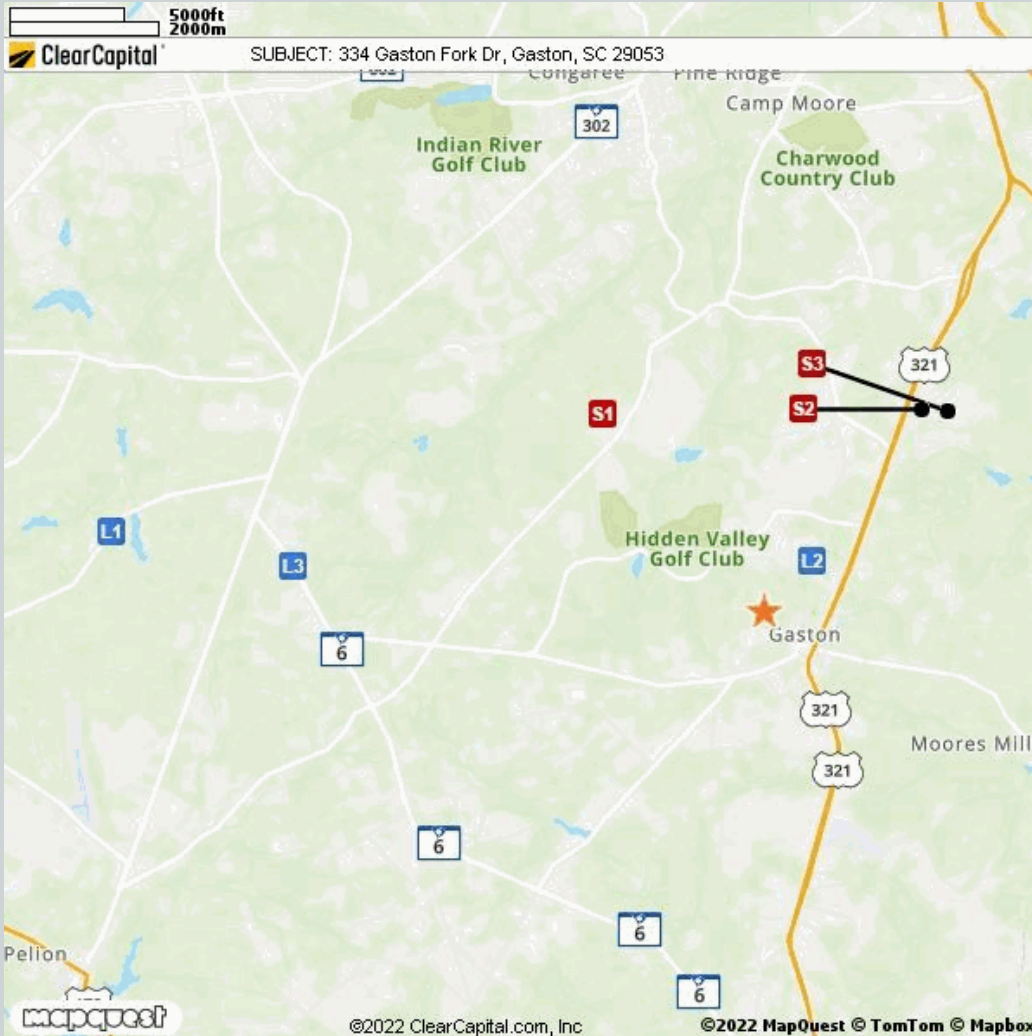 5000ft
2000m
ClearCapital
SUBJECT: 334 Gaston Fork Dr, Gaston, SC 29053
Congaree
Pine Ridge
Camp Moore
302
Indian River
Golf Club
Charwood
Country Club
S3
321
S2
S1
L1
Hidden Valley
Golf Club
L3
L2
Gaston
6
321
Moores Mill
321
6
6
Pelion
6
mapquest
©2022 ClearCapital.com, Inc
©2022 MapQuest © TomTom © Mapbox